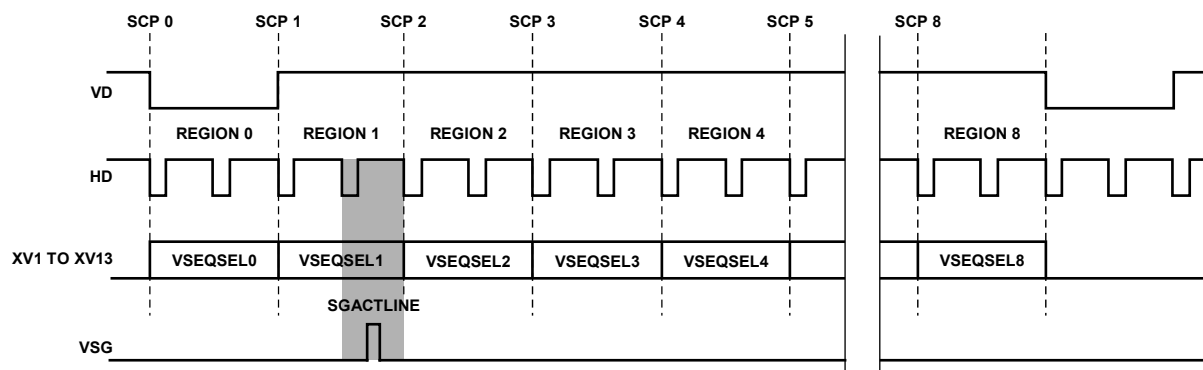 SCP 0 SCP 1 SCP 2 SCP 3 SCP 4 SCP 5 SCP 8
VD
REGION 0 REGION 1 REGION 2 REGION 3 REGION 4 REGION 8
HD
XV1 TO XV13 VSEQSEL0 VSEQSEL1 VSEQSEL2 VSEQSEL3 VSEQSEL4 VSEQSEL8
SGACTLINE
VSG